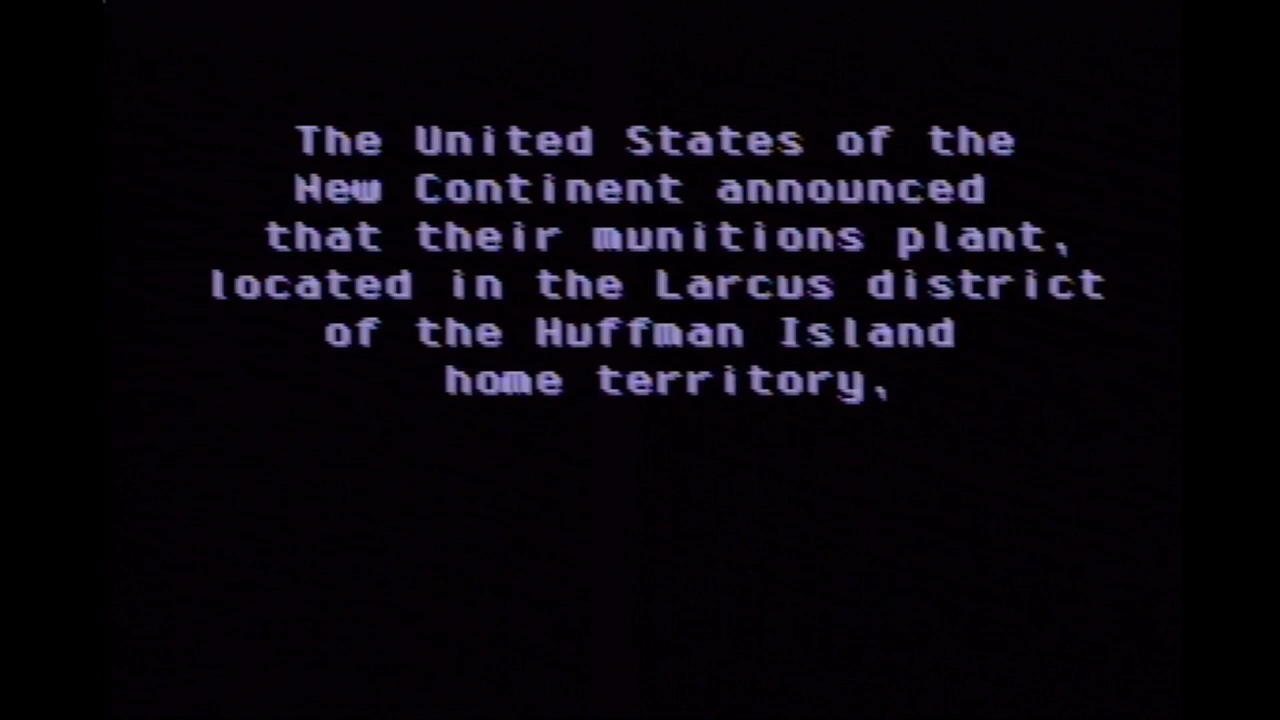 The United States of the
New Continent announced
that their munitions plant,
located in the Larcus district
of the Huffman Island
home territory,